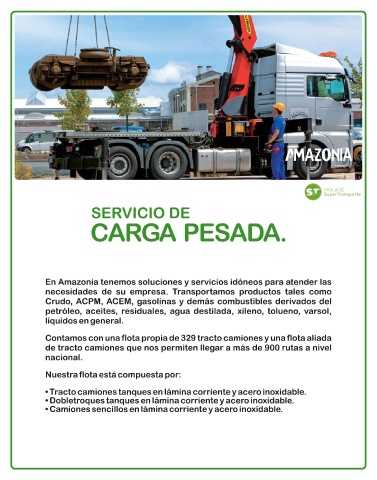 AMAZONIA
ST VIGILADO
SuperTransporte
SERVICIO DE
CARGA PESADA.
En Amazonia tenemos soluciones y servicios idóneos para atender las
necesidades de su empresa. Transportamos productos tales como
Crudo, ACPM, ACEM, gasolinas y demás combustibles derivados del
petróleo, aceites, residuales, agua destilada, xileno, tolueno, varsol,
líquidos en general.
Contamos con una flota propia de 329 tracto camiones y una flota aliada
de tracto camiones que nos permiten llegar a más de 900 rutas a nivel
nacional.
Nuestra flota está compuesta por:
• Tracto camiones tanques en lámina corriente y acero inoxidable.
• Dobletroques tanques en lámina corriente y acero inoxidable.
• Camiones sencillos en lámina corriente y acero inoxidable.